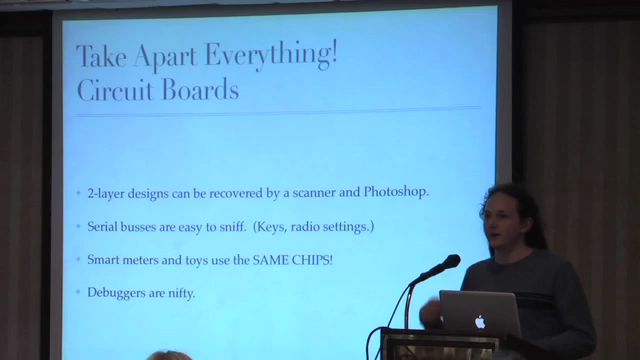 Take Apart Everything!
Circuit Boards
2-layer designs can be recovered by a scanner and Photoshop.
Serial busses are easy to sniff. (Keys, radio settings.)
Smart meters and toys use the SAME CHIPS!
Debuggers are nifty.